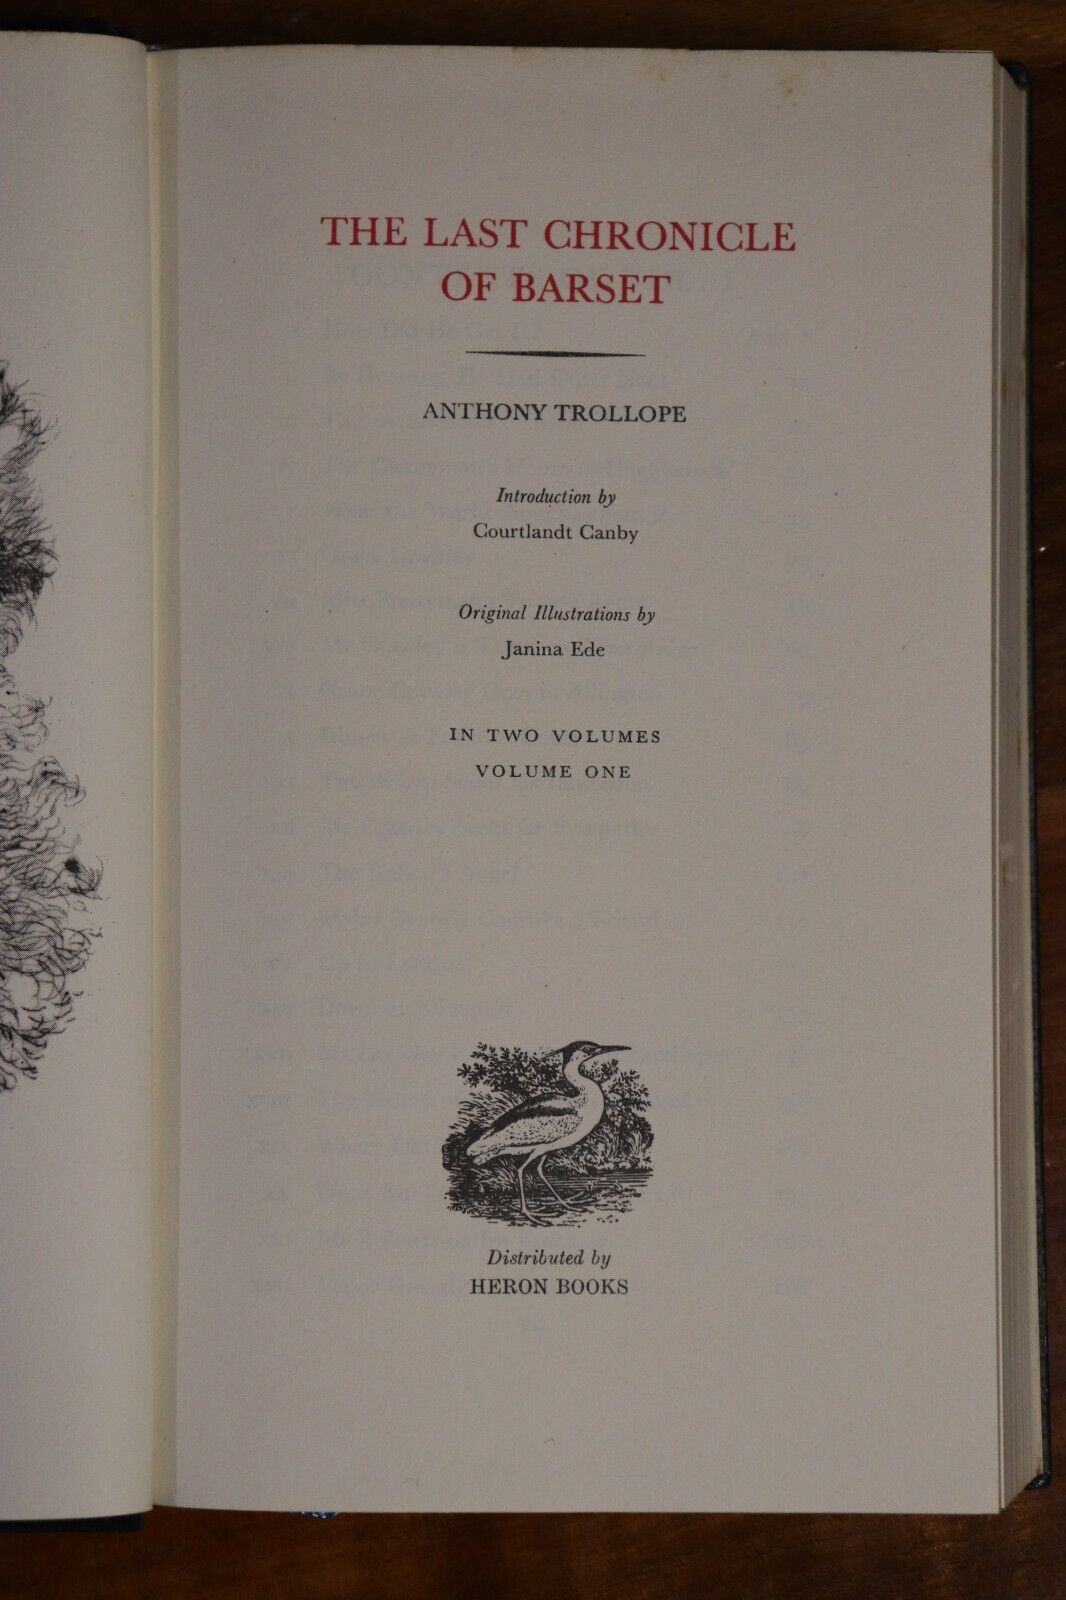 THE LAST CHRONICLE
OF BARSET
ANTHONY TROLLOPE
Introduction by
Courtlandt Canby
Original Illustrations by
Janina Ede
IN TWO VOLUMES
VOLUME ONE
Distributed by
HERON BOOKS